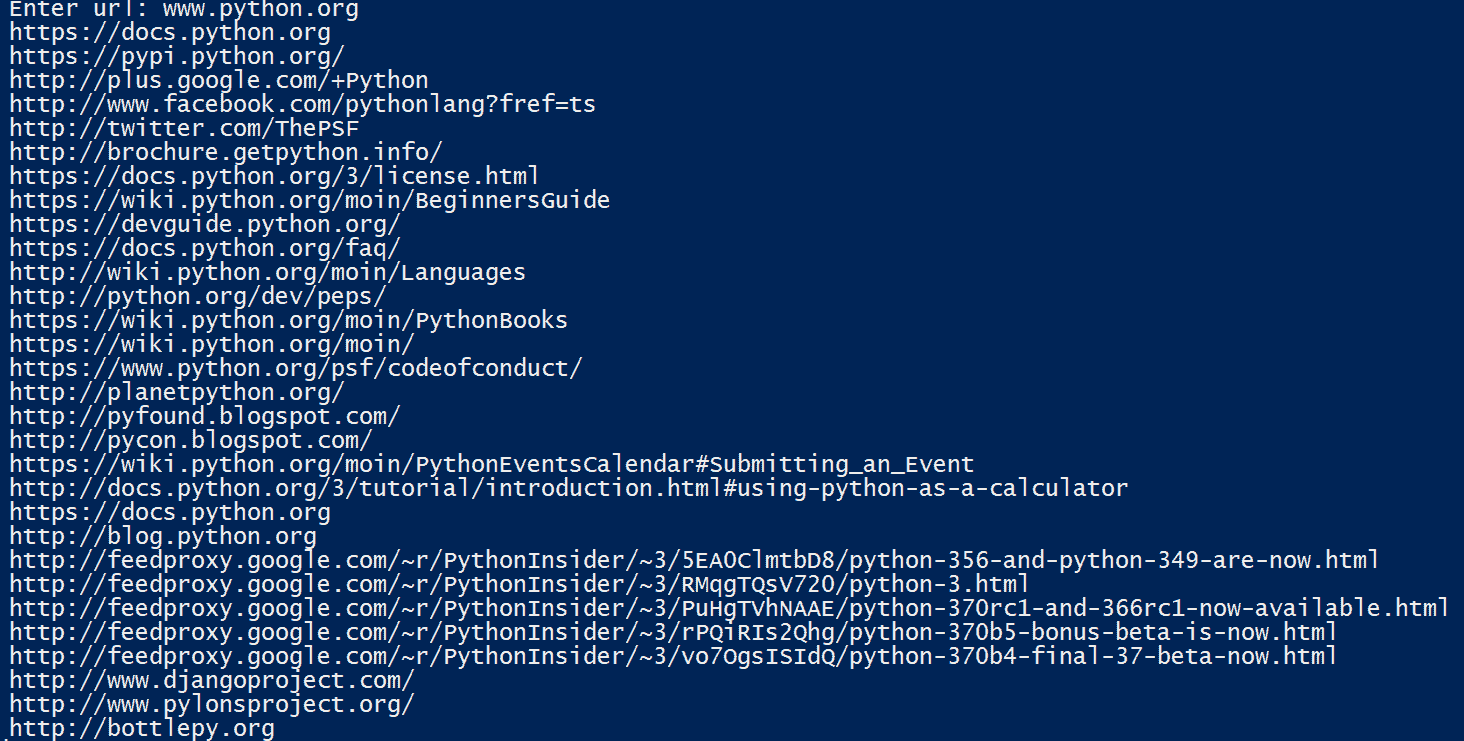 Enter url: www.python.org
https://docs.python.org
https://pypi.python.org/
http://plus.google.com/+Python
http://www.facebook.com/pythonlang?fref=ts
http://twitter.com/ThePSF
http://brochure.getpython.info/
https://docs.python.org/3/license.html
https://wiki.python.org/moin/BeginnersGuide
https://devguide.python.org/
https://docs.python.org/faq/
http://wiki.python.org/moin/Languages
http://python.org/dev/peps/
https://wiki.python.org/moin/PythonBooks
https://wiki.python.org/moin/
https://www.python.org/psf/codeofconduct/
http://planetpython.org/
http://pyfound.blogspot.com/
http://pycon.blogspot.com/
https://wiki.python.org/moin/PythonEventsCalendar#Submitting_an_Event
http://docs.python.org/3/tutorial/introduction.html#using-python-as-a-calculator
https://docs.python.org
http://blog.python.org
http://feedproxy.google.com/~r/PythonInsider/~3/5EA0ClmtbD8/python-356-and-python-349-are-now.html
http://feedproxy.google.com/~r/PythonInsider/~3/RMqgTQsV72O/python-3.html
http://feedproxy.google.com/~r/PythonInsider/~3/PuHgTVhNAAE/python-370rc1-and-366rc1-now-available.html
http://feedproxy.google.com/~r/PythonInsider/~3/rPQiRIs2Qhg/python-370b5-bonus-beta-is-now.html
http://feedproxy.google.com/~r/PythonInsider/~3/vo7OgsISIdQ/python-370b4-final-37-beta-now.html
http://www.djangoproject.com/
http://www.pylonsproject.org/
http://bottlepy.org